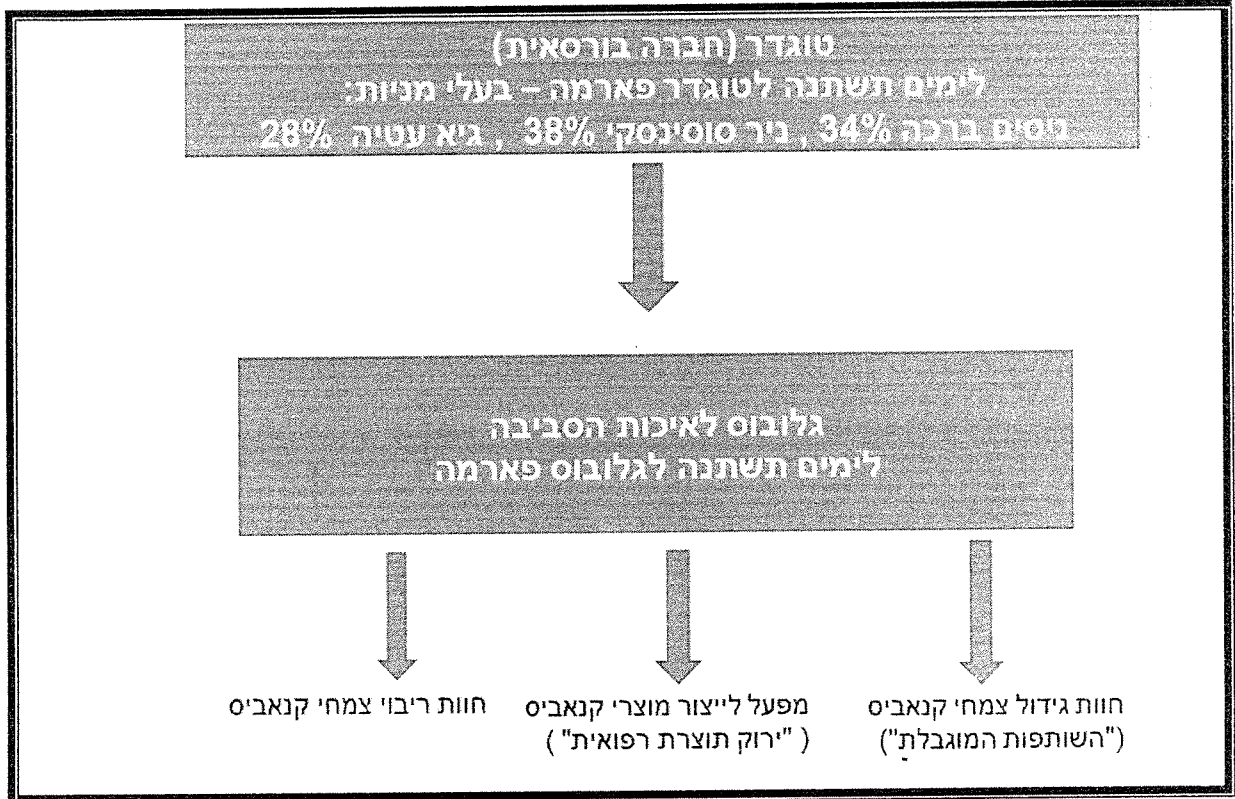 טוגדר (חברה בורסאית)
לימים תשתנה לטוגדר פארמה – בעלי מניות:
ניסים ברכה 34% , ניר סוסינסקי 38% , גיא עטיה 28%
גלובוס לאיכות הסביבה
לימים תשתנה לגלובוס פארמה
חוות גידול צמחי קנאביס
("השותפות המוגבלת")
מפעל לייצור מוצרי קנאביס
( "ירוק תוצרת רפואית" )
חוות ריבוי צמחי קנאביס